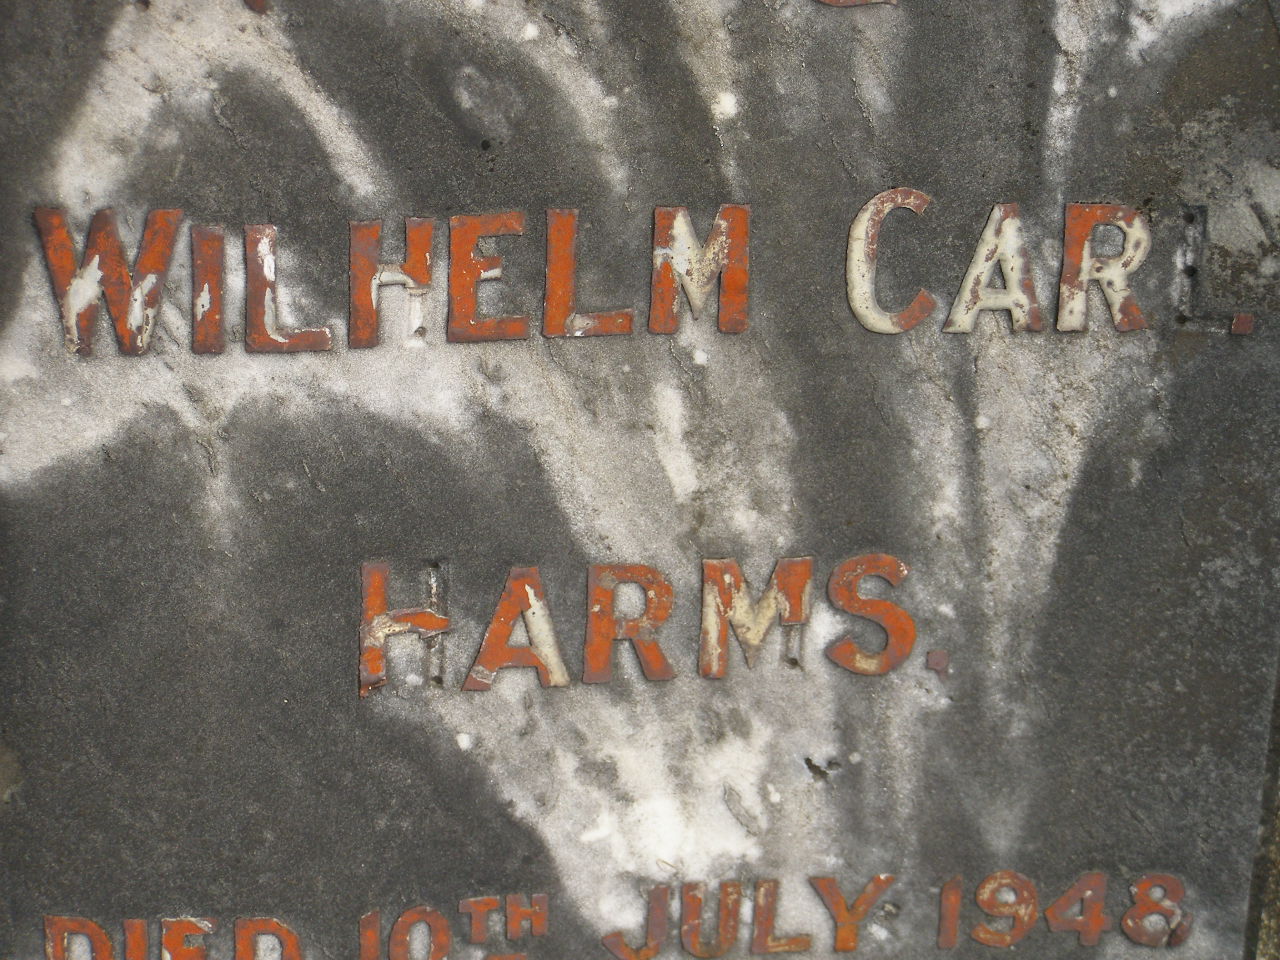 WILHELM CARL
HARMS.
DIED 10TH JULY 1948